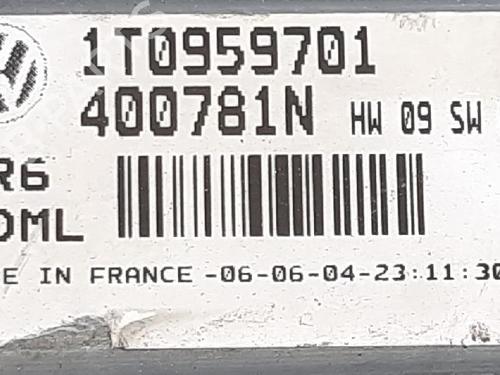 1T0959701
400781N HW 09 SW
R6
DML
E IN FRANCE -06-06-04-23:11:30